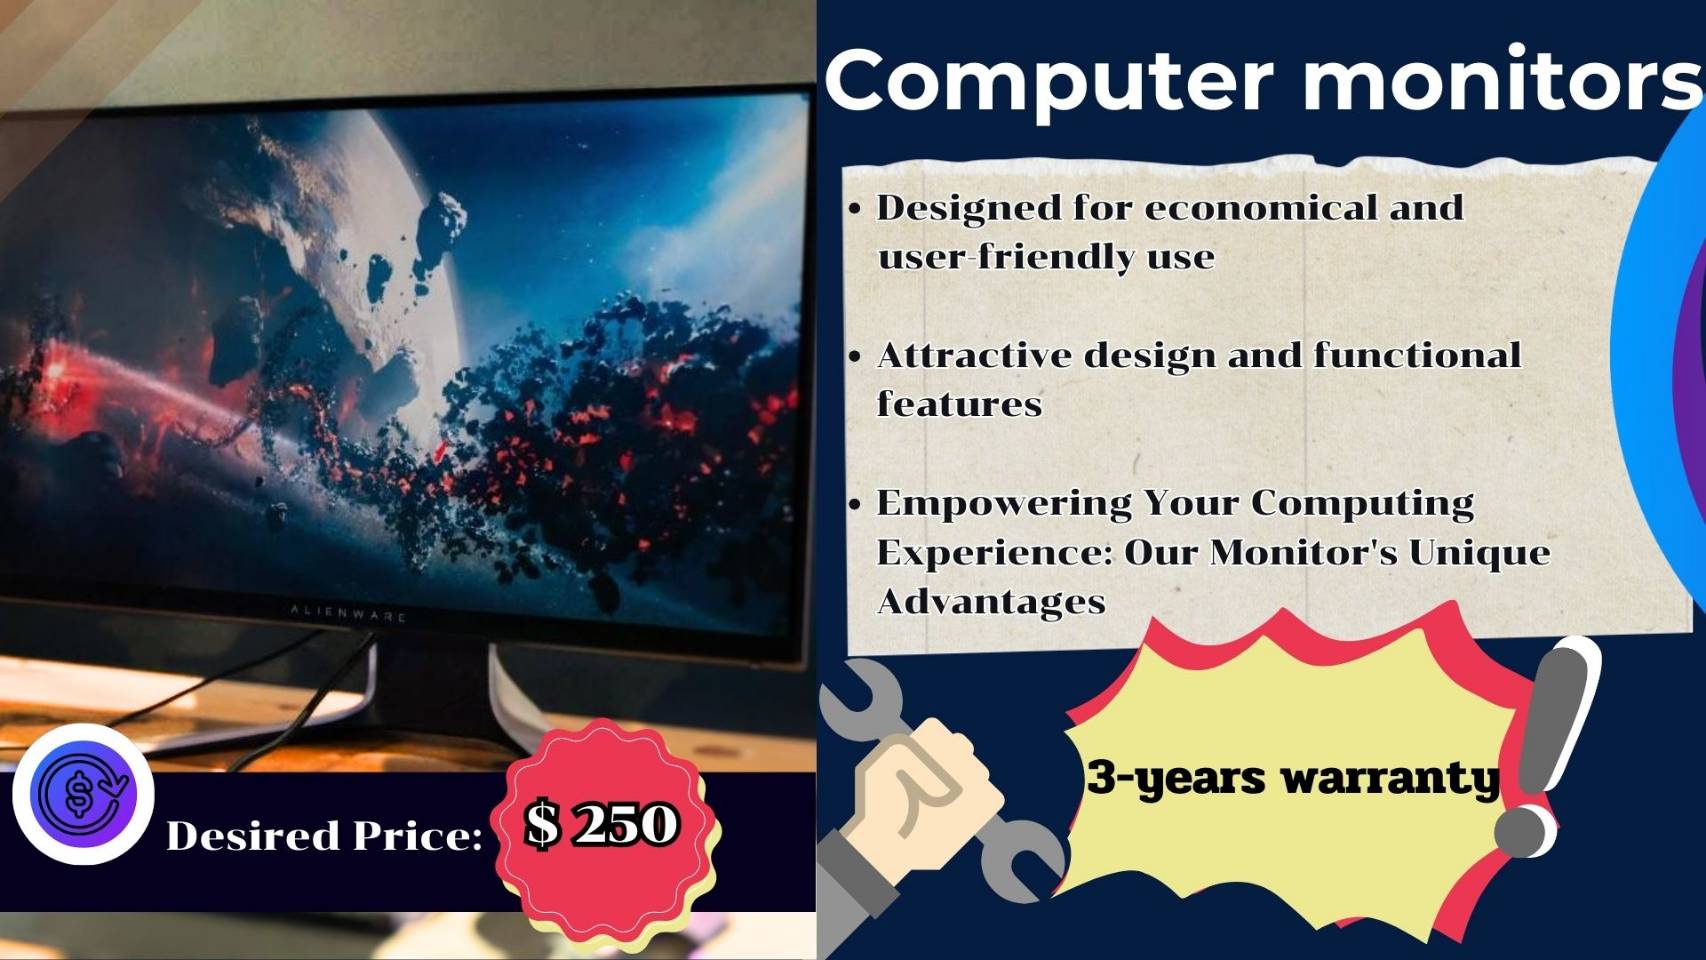 Computer monitors
• Designed for economical and
user-friendly use
• Attractive design and functional
features
• Empowering Your Computing
Experience: Our Monitor's Unique
Advantages
3-years warranty
ALIENWARE
Desired Price:
$ 250
$